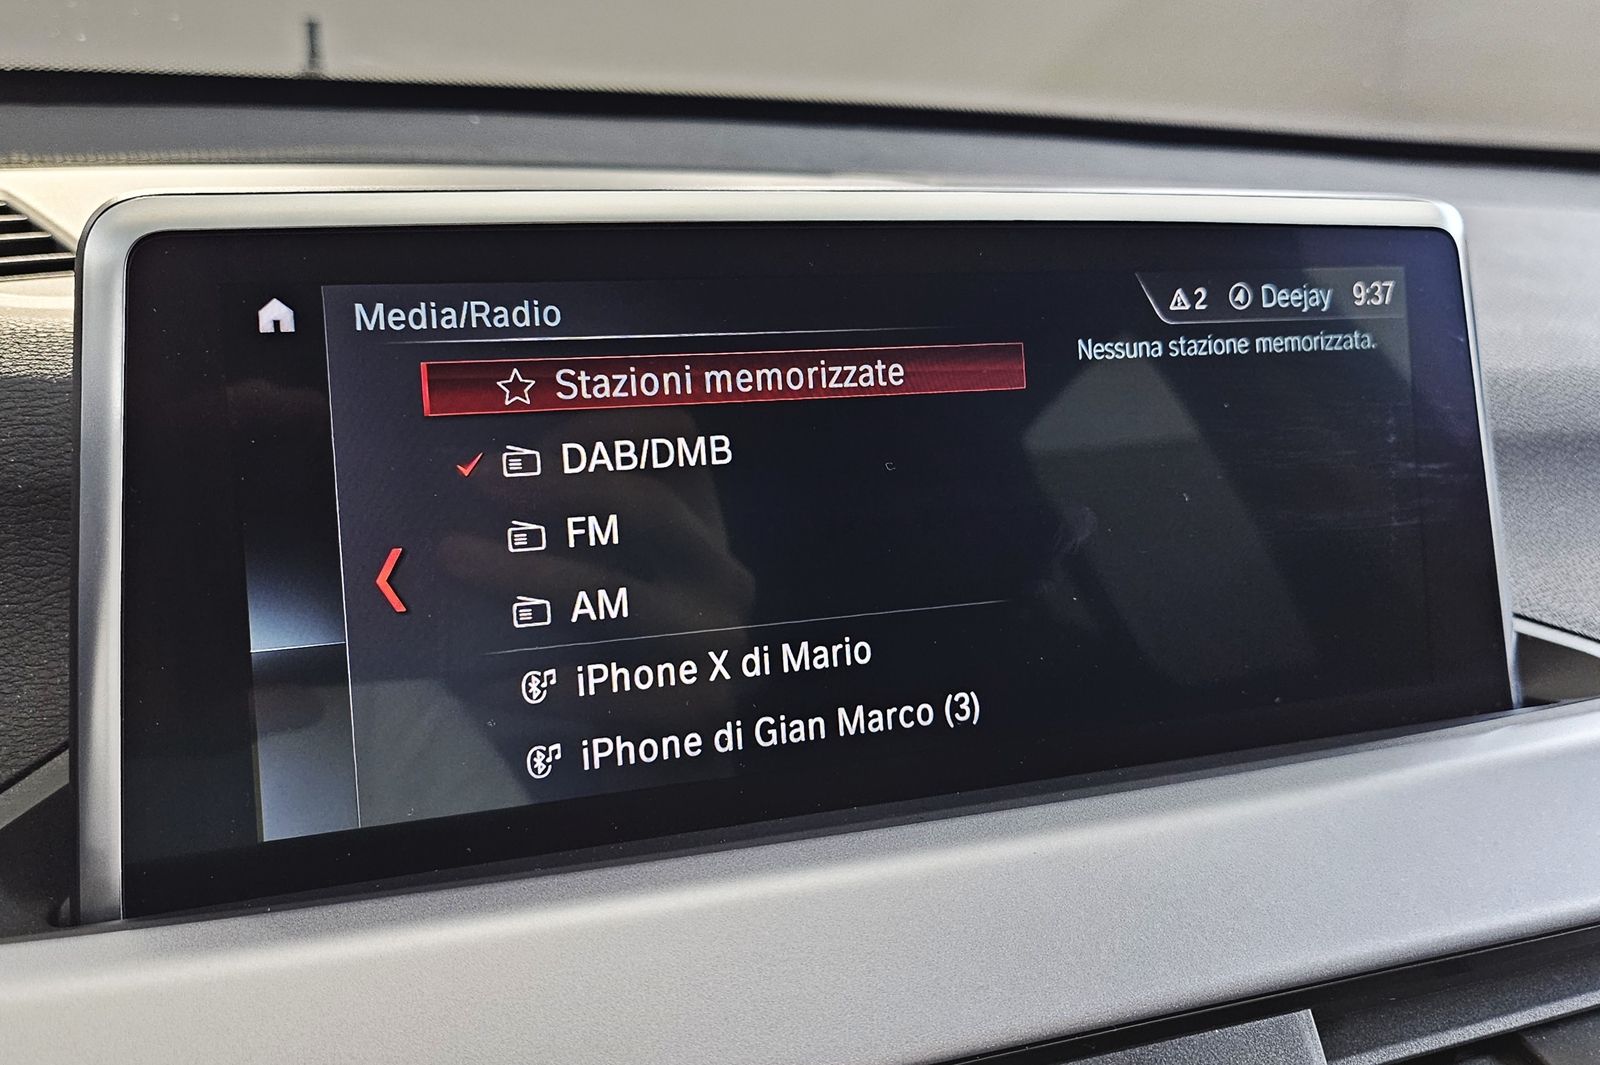 Media/Radio
2 Deejay 9:37
Nessuna stazione memorizzata.
Stazioni memorizzate
DAB/DMB
FM
AM
iPhone X di Mario
iPhone di Gian Marco (3)